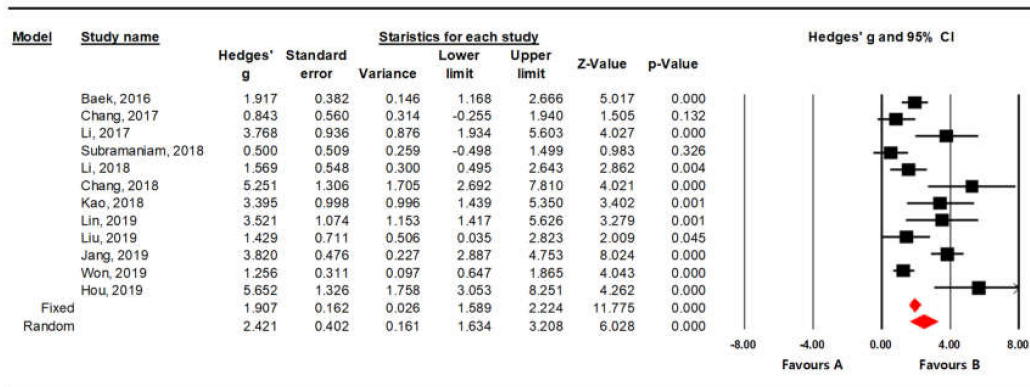 Model Study name Staristics for each study Hedges' g and 95% CI
Hedges' g Standard error Variance Lower limit Upper limit Z-Value p-Value
Baek, 2016 1.917 0.382 0.146 1.168 2.666 5.017 0.000
Chang, 2017 0.843 0.560 0.314 -0.255 1.940 1.505 0.132
Li, 2017 3.768 0.936 0.876 1.934 5.603 4.027 0.000
Subramaniam, 2018 0.500 0.509 0.259 -0.498 1.499 0.983 0.326
Li, 2018 1.569 0.548 0.300 0.495 2.643 2.862 0.004
Chang, 2018 5.251 1.306 1.705 2.692 7.810 4.021 0.000
Kao, 2018 3.395 0.998 0.996 1.439 5.350 3.402 0.001
Lin, 2019 3.521 1.074 1.153 1.417 5.626 3.279 0.001
Liu, 2019 1.429 0.711 0.506 0.035 2.823 2.009 0.045
Jang, 2019 3.820 0.476 0.227 2.887 4.753 8.024 0.000
Won, 2019 1.256 0.311 0.097 0.647 1.865 4.043 0.000
Hou, 2019 5.652 1.326 1.758 3.053 8.251 4.262 0.000
Fixed 1.907 0.162 0.026 1.589 2.224 11.775 0.000
Random 2.421 0.402 0.161 1.634 3.208 6.028 0.000
-8.00 -4.00 0.00 4.00 8.00
Favours A Favours B